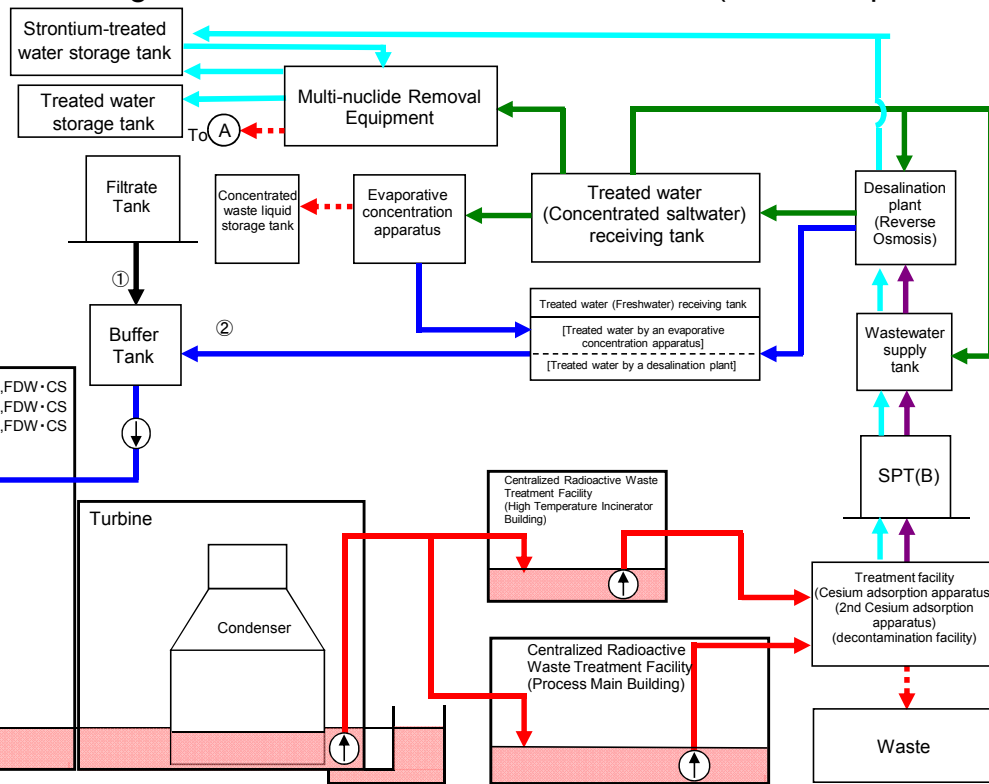 Strontium-treated
water storage tank
Treated water
storage tank
To A
Multi-nuclide Removal
Equipment
Filtrate
Tank
Concentrated
waste liquid
storage tank
Evaporative
concentration
apparatus
Treated water
(Concentrated saltwater)
receiving tank
Desalination
plant
(Reverse
Osmosis)
①
②
Buffer
Tank
Treated water (Freshwater) receiving tank
[Treated water by an evaporative
concentration apparatus]
[Treated water by a desalination plant]
Wastewater
supply
tank
,FDW・CS
,FDW・CS
,FDW・CS
SPT(B)
Turbine
Condenser
Centralized Radioactive Waste
Treatment Facility
(High Temperature Incinerator
Building)
Centralized Radioactive
Waste Treatment Facility
(Process Main Building)
Treatment facility
(Cesium adsorption apparatus
(2nd Cesium adsorption
apparatus)
(decontamination facility)
Waste